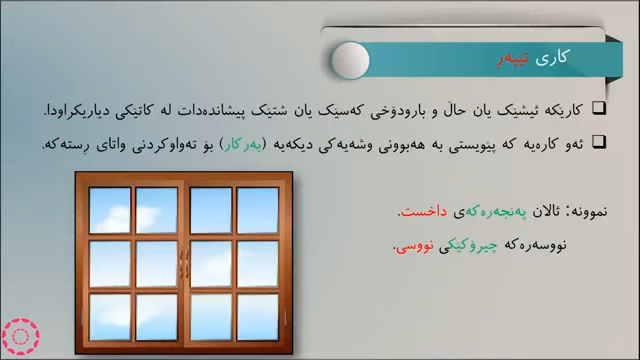 کاری تێپەڕ
کارێکە ئیشێک یان حاڵ و بارودۆخی کەسێک یان شتێک پیشاندەدات لە کاتێکی دیاریکراودا.
ئەو کارەیە کە پێویستی بە هەبوونی وشەیەکی دیکەیە (بەرکار) بۆ تەواوکردنی واتای ڕستەکە.
نموونە: ئالان پەنجەرەکەی داخست.
نووسەرەکە چیرۆکێکی نووسی.